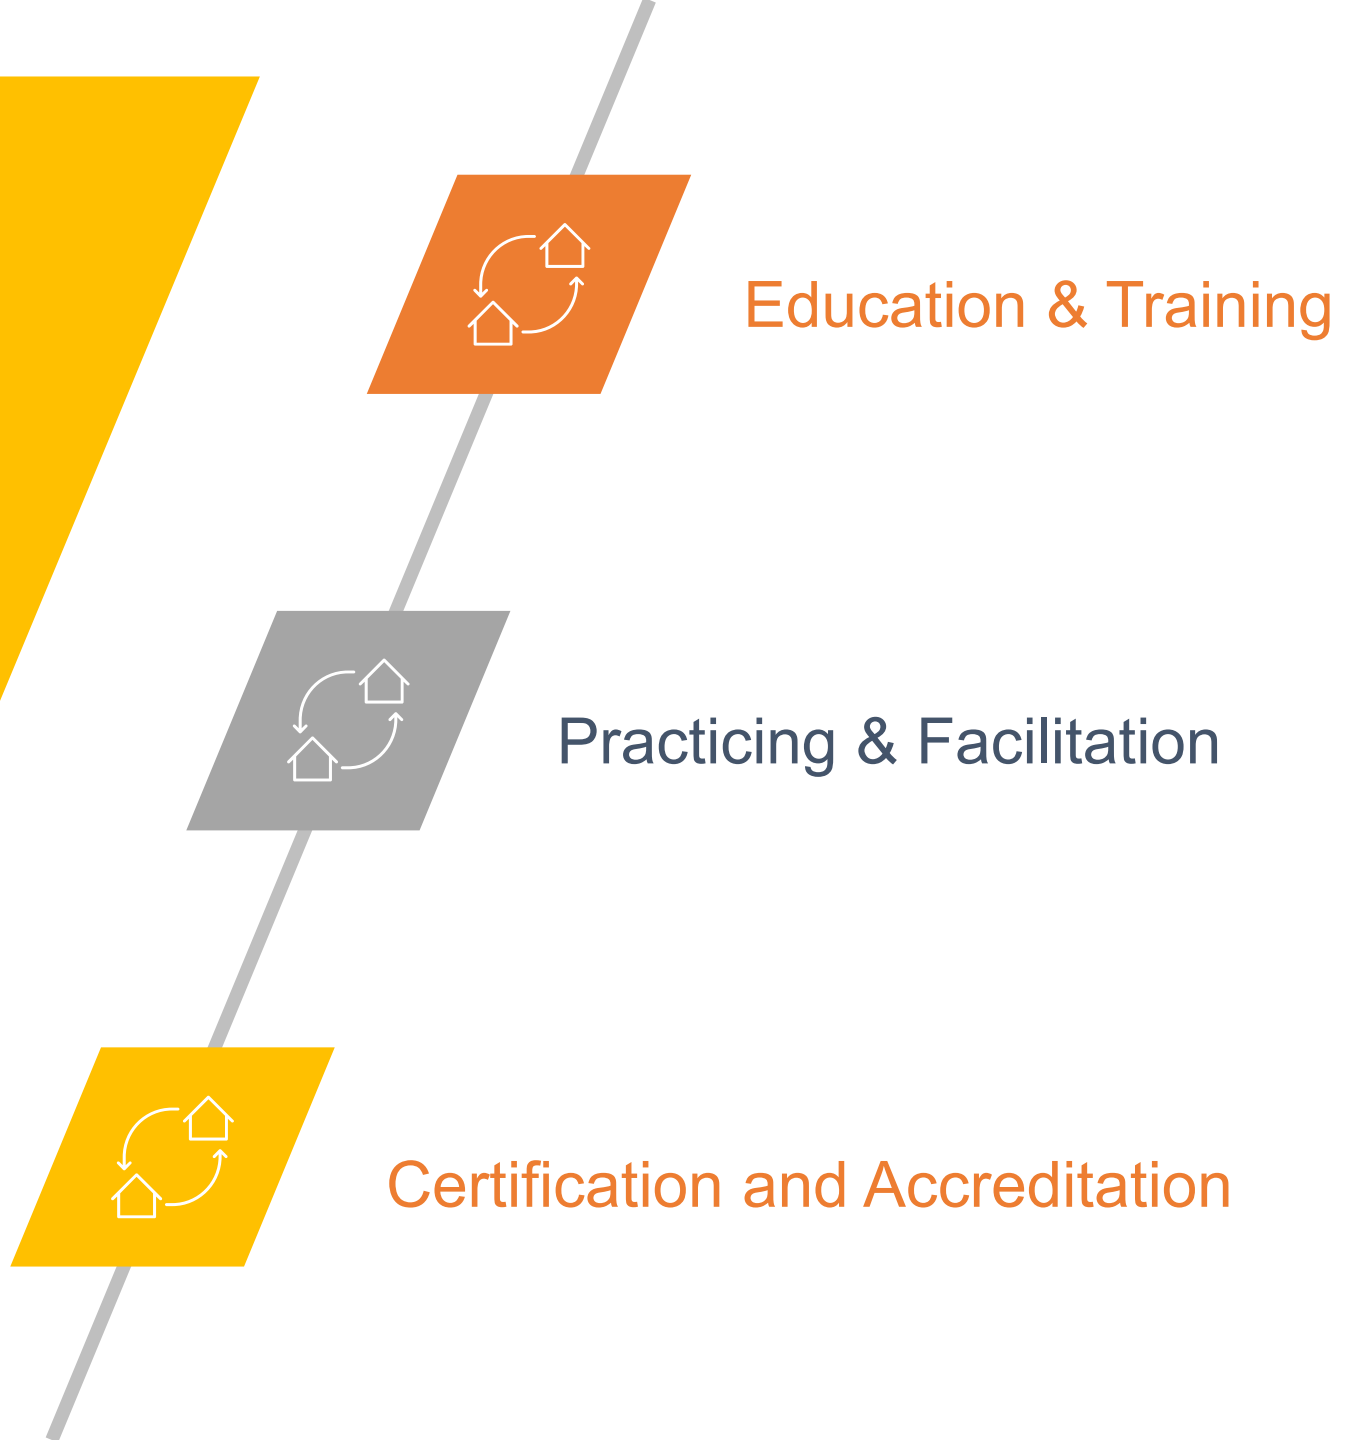 Education & Training
Practicing & Facilitation
Certification and Accreditation